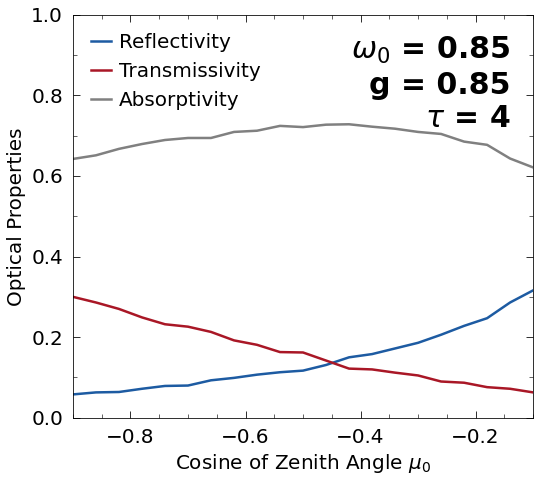 Reflectivity
Transmissivity
Absorptivity
ω₀ = 0.85
g = 0.85
τ = 4
1.0
0.8
0.6
0.4
0.2
0.0
Optical Properties
−0.8
−0.6
−0.4
−0.2
Cosine of Zenith Angle μ₀